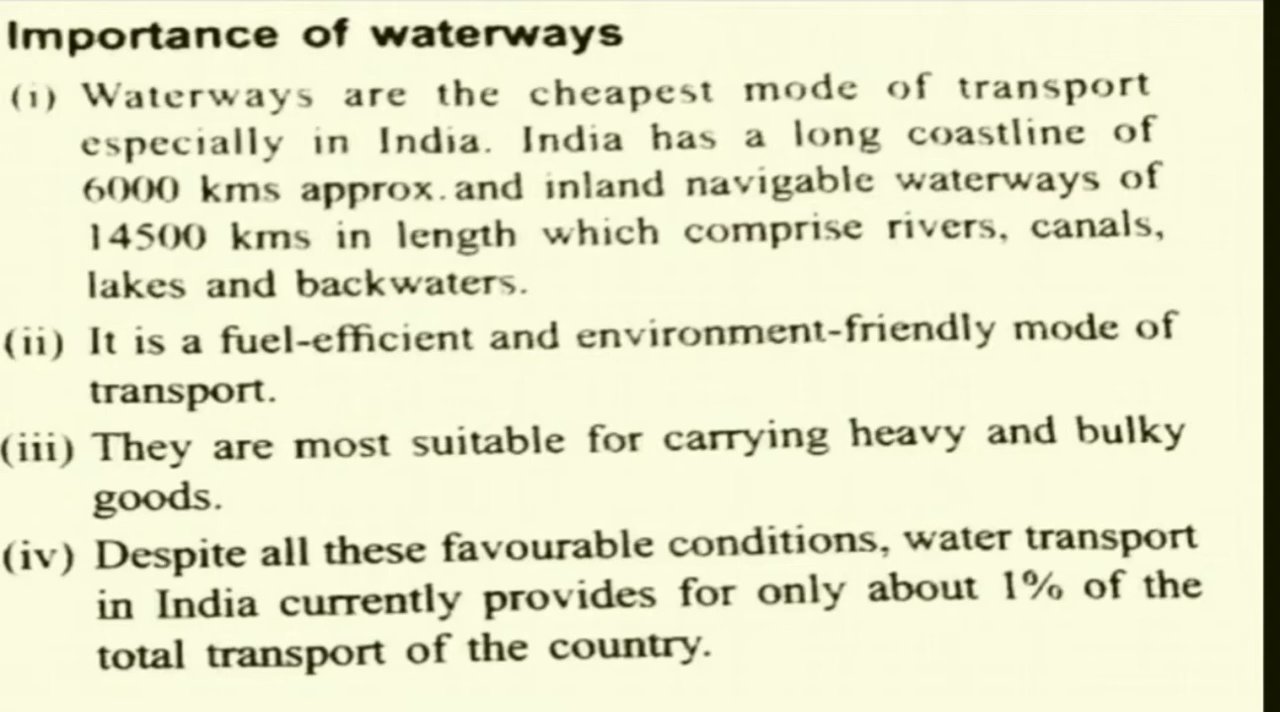 Importance of waterways
(i) Waterways are the cheapest mode of transport
especially in India. India has a long coastline of
6000 kms approx. and inland navigable waterways of
14500 kms in length which comprise rivers, canals,
lakes and backwaters.
(ii) It is a fuel-efficient and environment-friendly mode of
transport.
(iii) They are most suitable for carrying heavy and bulky
goods.
(iv) Despite all these favourable conditions, water transport
in India currently provides for only about 1% of the
total transport of the country.